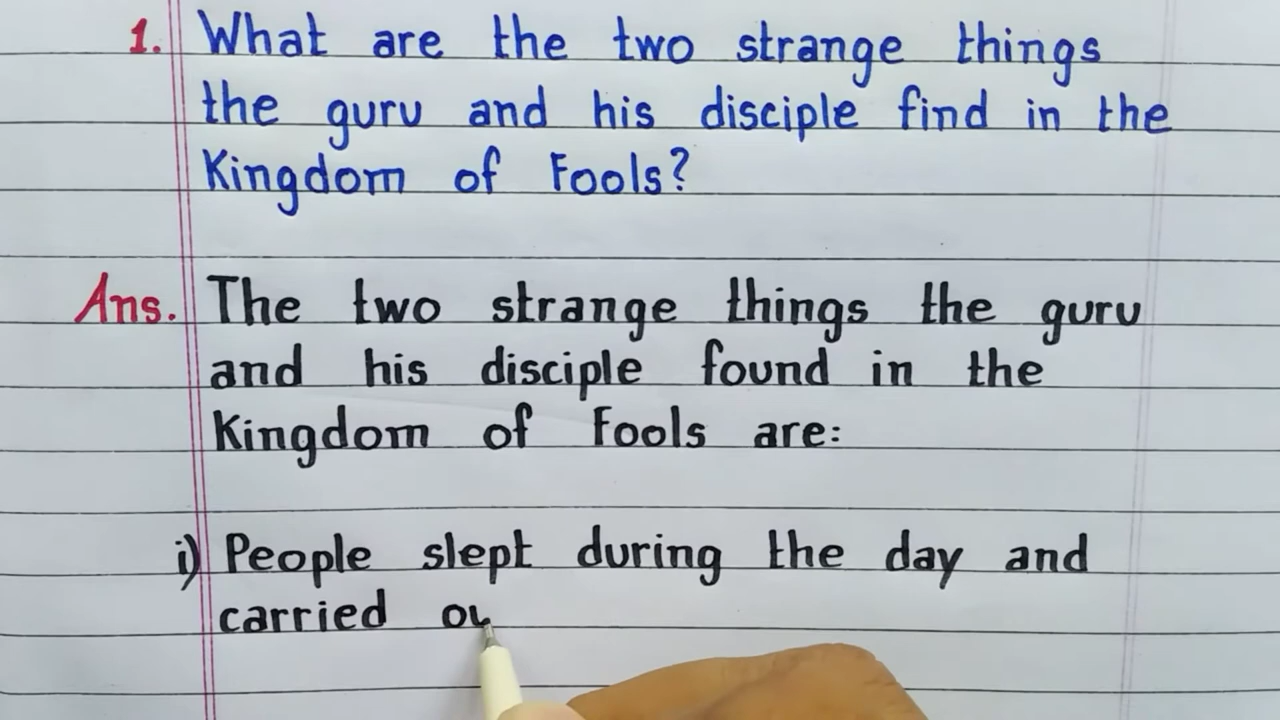 1. What are the two strange things
the guru and his disciple find in the
Kingdom of Fools?
Ans. The two strange things the guru
and his disciple found in the
Kingdom of Fools are:
i) People slept during the day and
carried ou